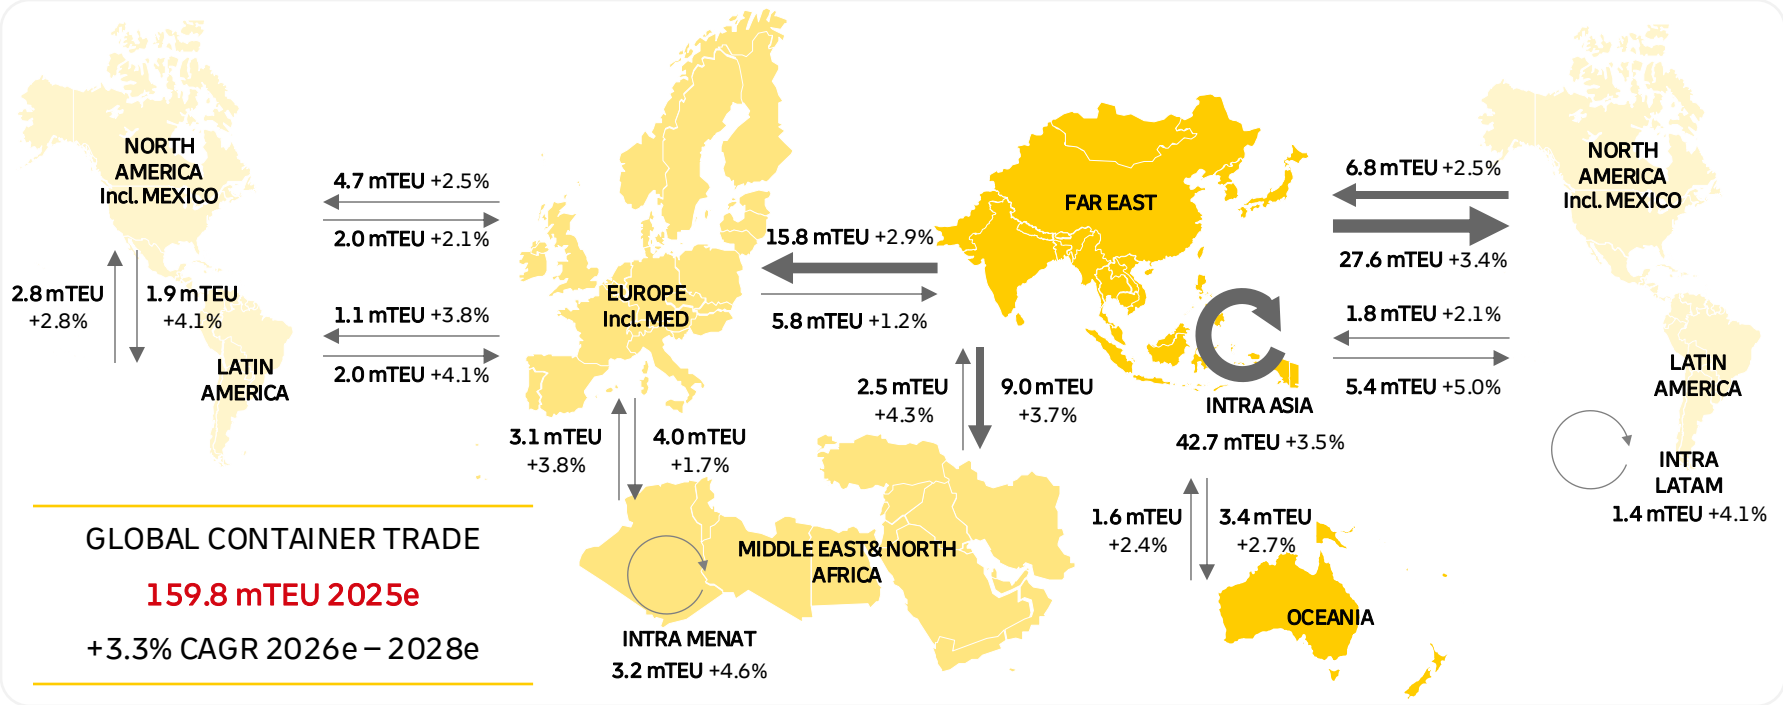 NORTH
AMERICA
Incl. MEXICO
4.7 mTEU +2.5%
2.0 mTEU +2.1%
2.8 mTEU
+2.8%
1.9 mTEU
+4.1%
1.1 mTEU +3.8%
2.0 mTEU +4.1%
LATIN
AMERICA
EUROPE
Incl. MED
15.8 mTEU +2.9%
5.8 mTEU +1.2%
FAR EAST
6.8 mTEU +2.5%
27.6 mTEU +3.4%
NORTH
AMERICA
Incl. MEXICO
1.8 mTEU +2.1%
5.4 mTEU +5.0%
LATIN
AMERICA
INTRA
LATAM
1.4 mTEU +4.1%
INTRA ASIA
42.7 mTEU +3.5%
2.5 mTEU
+4.3%
9.0 mTEU
+3.7%
3.1 mTEU
+3.8%
4.0 mTEU
+1.7%
1.6 mTEU
+2.4%
3.4 mTEU
+2.7%
MIDDLE EAST& NORTH
AFRICA
OCEANIA
INTRA MENAT
3.2 mTEU +4.6%
GLOBAL CONTAINER TRADE
159.8 mTEU 2025e
+3.3% CAGR 2026e – 2028e